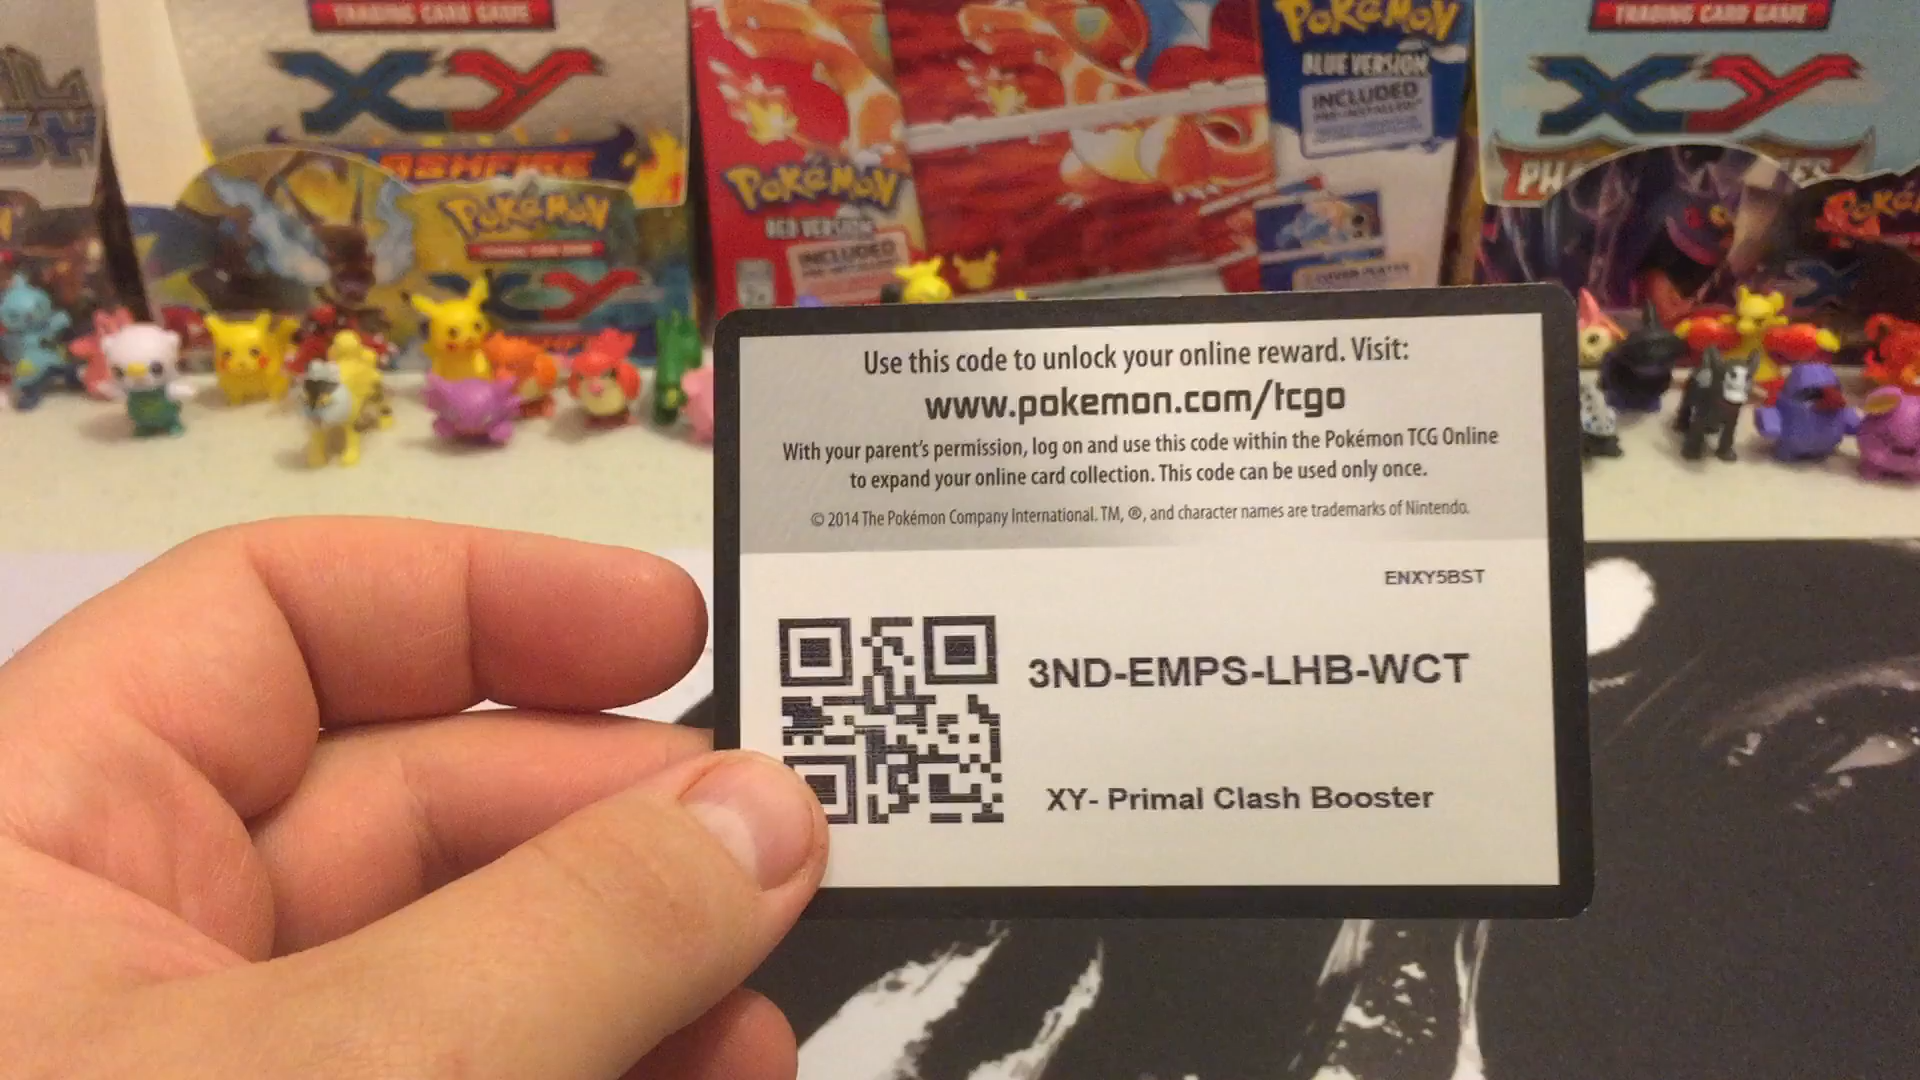 TRADING CARD GAME
XY
POKéMON
RED VERSION
INCLUDED
POKéMON
BLUE VERSION
INCLUDED
TRADING CARD GAME
XY
POKéMON
XY
Use this code to unlock your online reward. Visit:
www.pokemon.com/tcgo
With your parent's permission, log on and use this code within the Pokémon TCG Online
to expand your online card collection. This code can be used only once.
© 2014 The Pokémon Company International. TM, ®, and character names are trademarks of Nintendo.
ENXY5BST
3ND-EMPS-LHB-WCT
XY- Primal Clash Booster